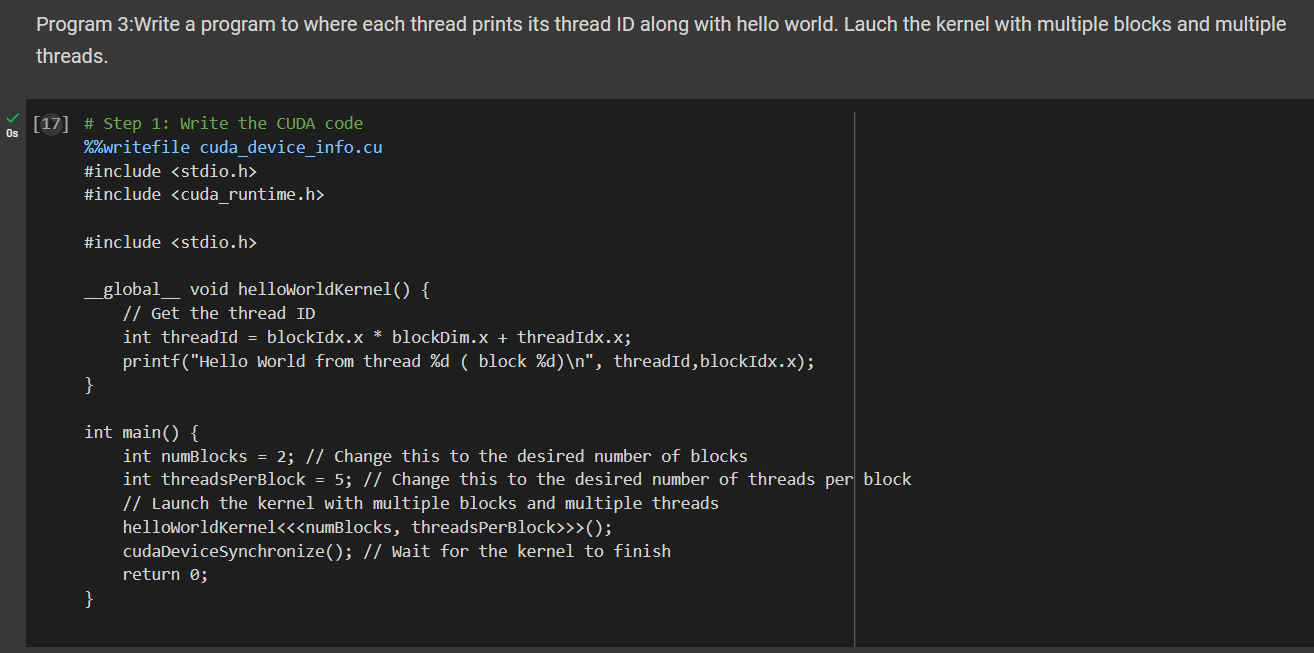 Program 3:Write a program to where each thread prints its thread ID along with hello world. Lauch the kernel with multiple blocks and multiple
threads.
0s
[17] # Step 1: Write the CUDA code
%%writefile cuda_device_info.cu
#include <stdio.h>
#include <cuda_runtime.h>
#include <stdio.h>
__global__ void helloWorldKernel() {
    // Get the thread ID
    int threadId = blockIdx.x * blockDim.x + threadIdx.x;
    printf("Hello World from thread %d ( block %d)\n", threadId,blockIdx.x);
}
int main() {
    int numBlocks = 2; // Change this to the desired number of blocks
    int threadsPerBlock = 5; // Change this to the desired number of threads per block
    // Launch the kernel with multiple blocks and multiple threads
    helloWorldKernel<<<numBlocks, threadsPerBlock>>>();
    cudaDeviceSynchronize(); // Wait for the kernel to finish
    return 0;
}